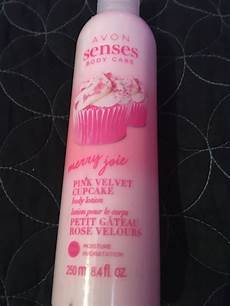 AVON
senses
BODY CARE
merry joie
PINK VELVET
CUPCAKE
body lotion
lotion pour le corps
PETIT GÂTEAU
ROSE VELOURS
MOISTURE
HYDRATATION
250 ml 8.4 fl. oz.